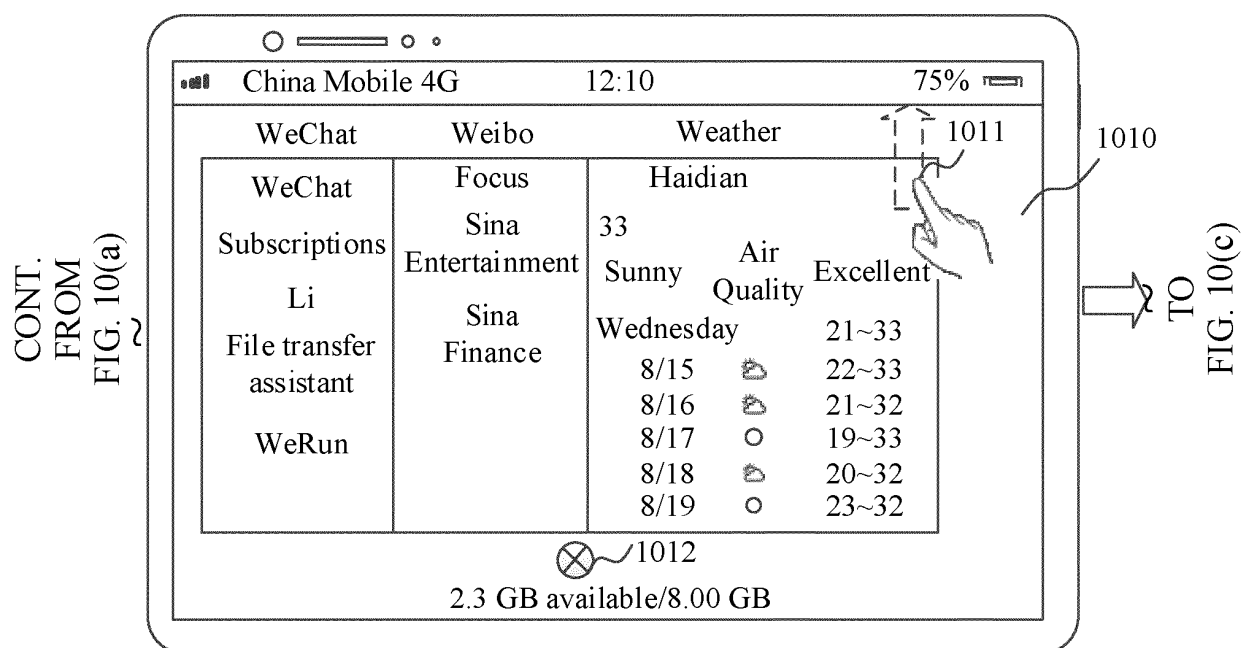 CONT.
FROM
FIG. 10(a)
China Mobile 4G 12:10 75%
WeChat Weibo Weather
1011
1010
WeChat
Subscriptions
Li
File transfer
assistant
WeRun
Focus
Sina
Entertainment
Sina
Finance
Haidian
33
Sunny Air
Quality Excellent
Wednesday 21~33
8/15 22~33
8/16 21~32
8/17 19~33
8/18 20~32
8/19 23~32
1012
2.3 GB available/8.00 GB
TO
FIG. 10(c)